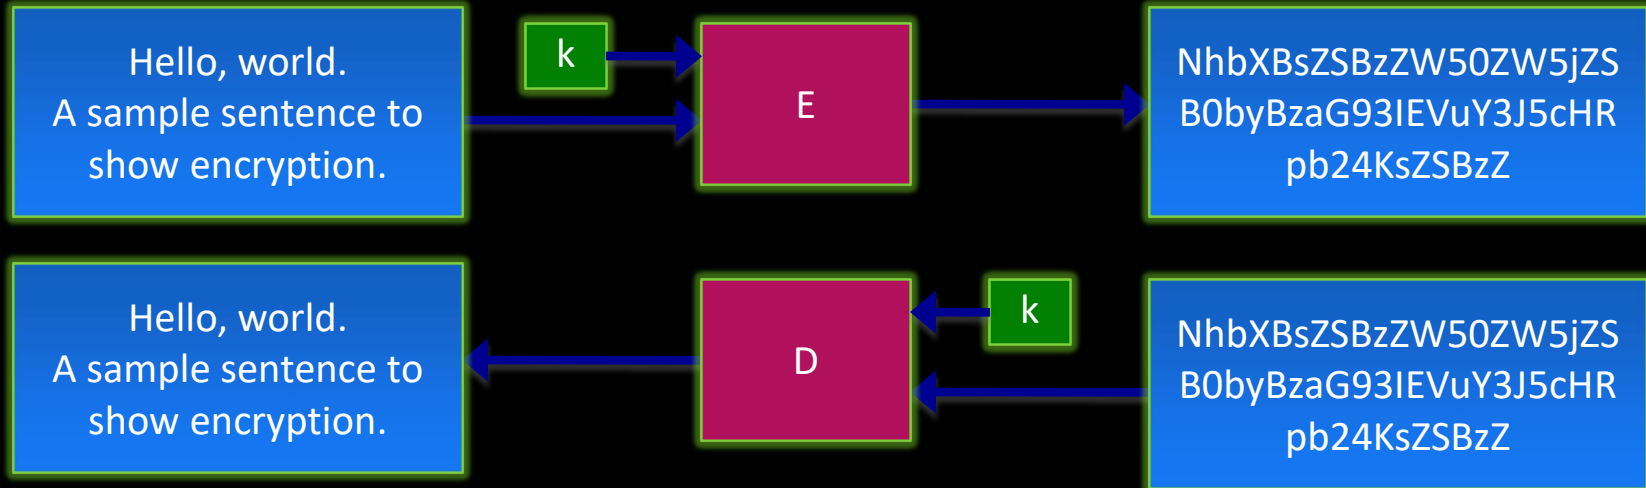 Hello, world.
A sample sentence to
show encryption.
k
E
NhbXBsZSBzZW50ZW5jZS
B0byBzaG93IEVuY3J5cHR
pb24KsZSBzZ
Hello, world.
A sample sentence to
show encryption.
D
k
NhbXBsZSBzZW50ZW5jZS
B0byBzaG93IEVuY3J5cHR
pb24KsZSBzZ